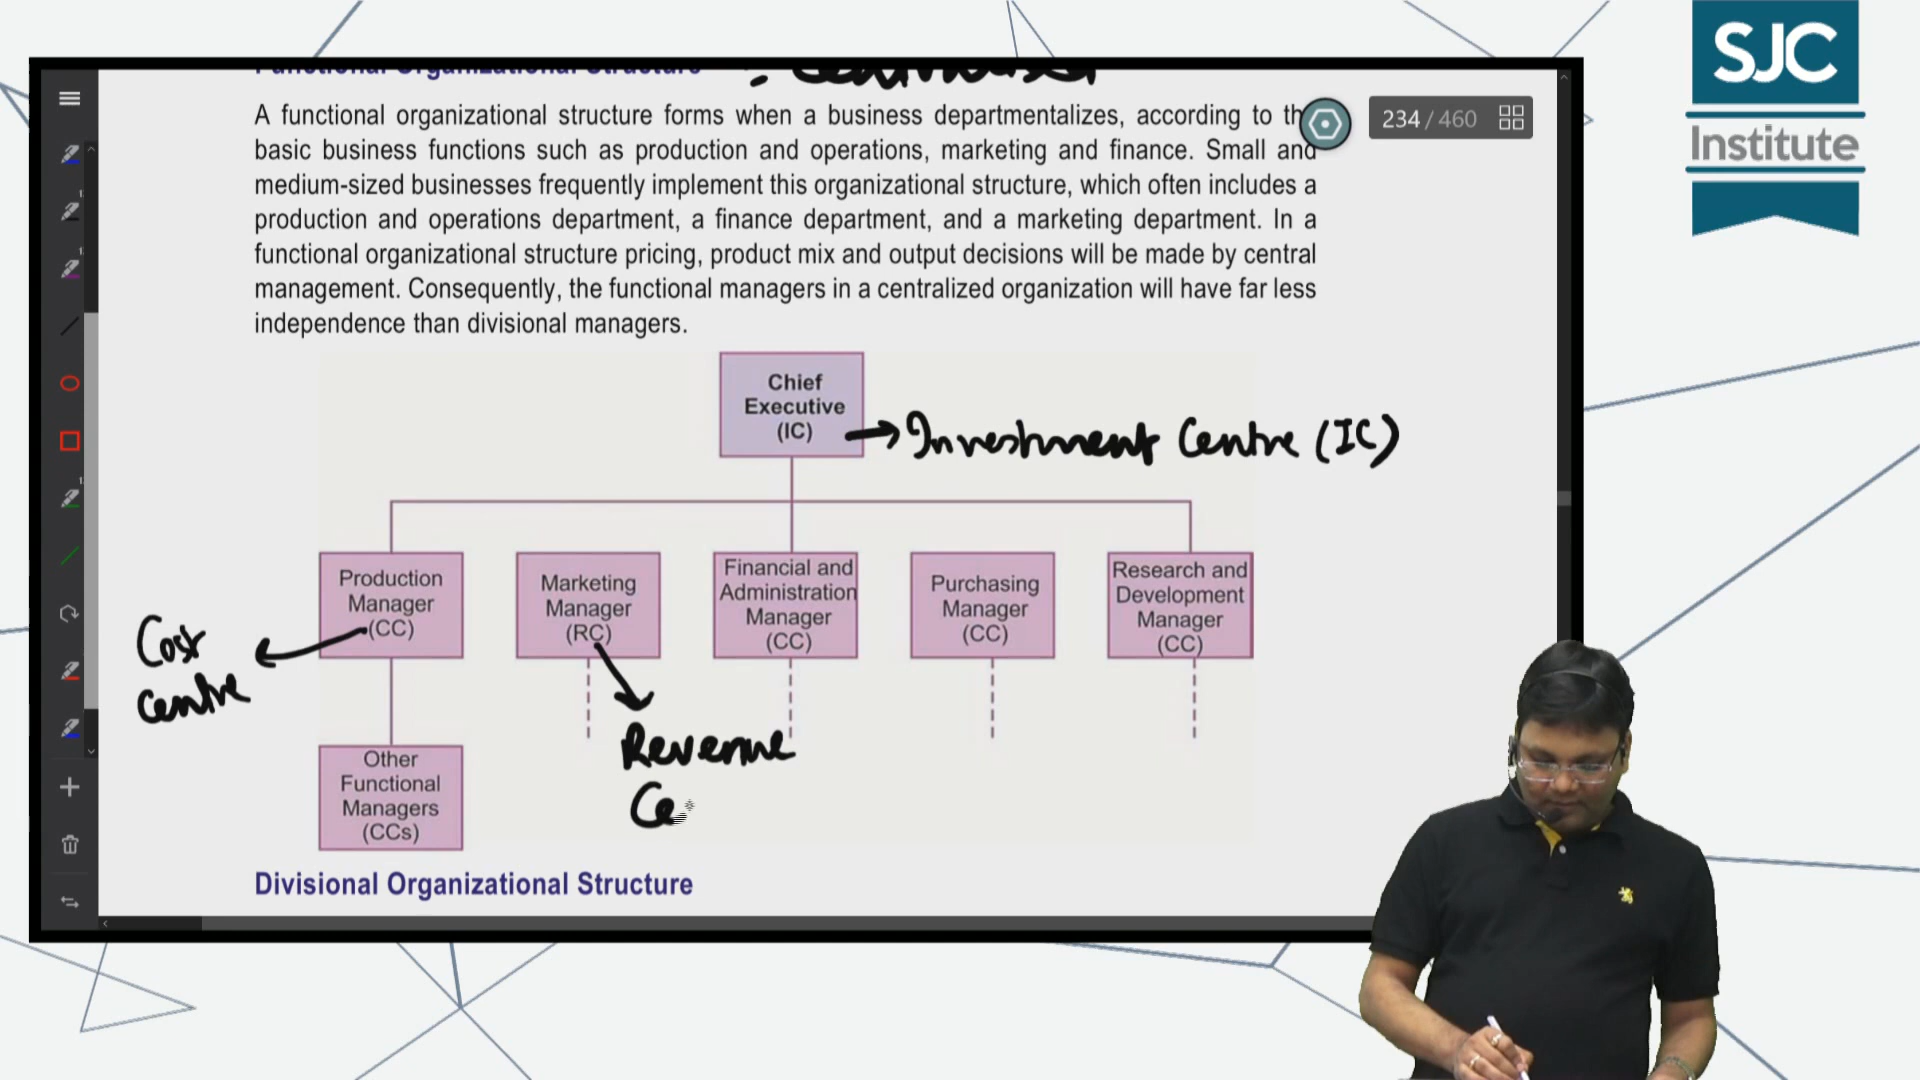 SJC
Institute
234 / 460
Functional Organizational Structure
A functional organizational structure forms when a business departmentalizes, according to th
basic business functions such as production and operations, marketing and finance. Small and
medium-sized businesses frequently implement this organizational structure, which often includes a
production and operations department, a finance department, and a marketing department. In a
functional organizational structure pricing, product mix and output decisions will be made by central
management. Consequently, the functional managers in a centralized organization will have far less
independence than divisional managers.
Chief
Executive
(IC)
Investment Centre (IC)
Production
Manager
(CC)
Marketing
Manager
(RC)
Financial and
Administration
Manager
(CC)
Purchasing
Manager
(CC)
Research and
Development
Manager
(CC)
Cost
Centre
Revenue
Ce
Other
Functional
Managers
(CCs)
Divisional Organizational Structure